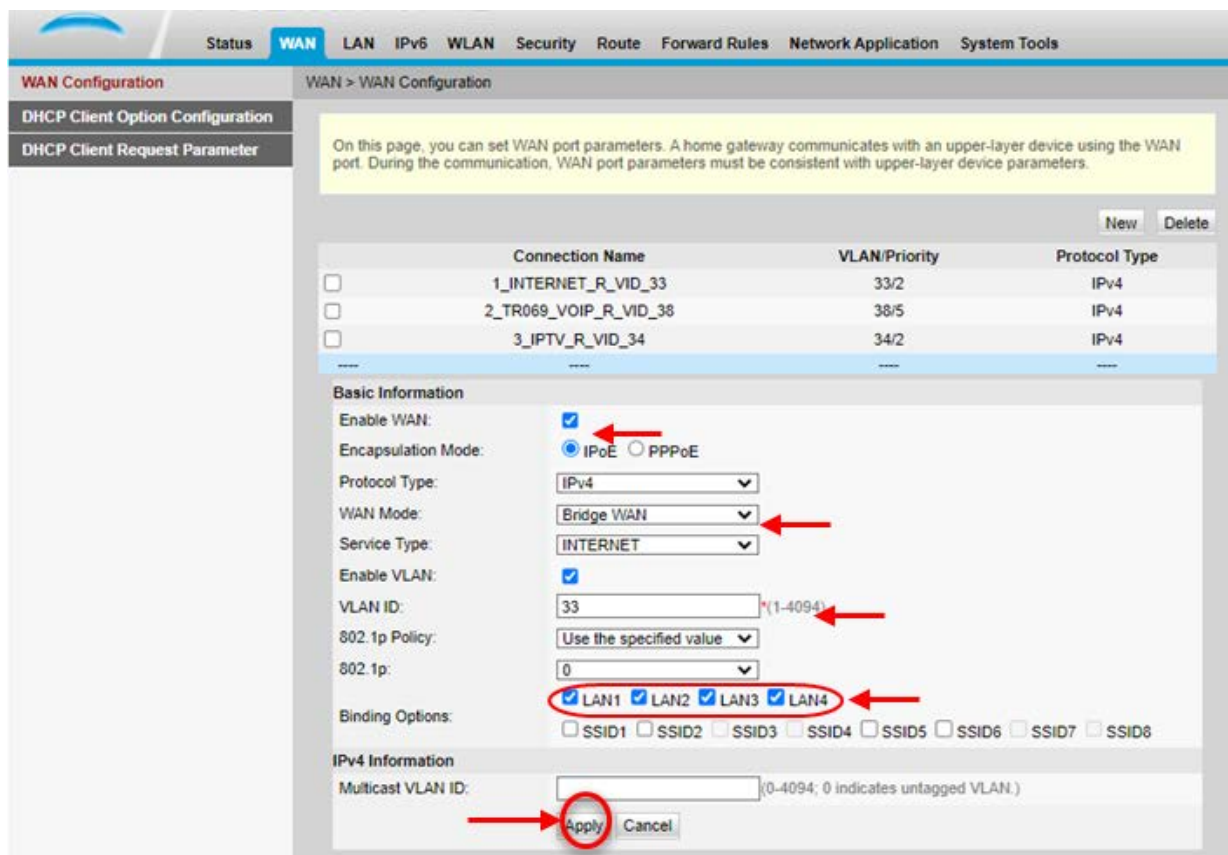 Status WAN LAN IPv6 WLAN Security Route Forward Rules Network Application System Tools
WAN Configuration
WAN > WAN Configuration
DHCP Client Option Configuration
DHCP Client Request Parameter
On this page, you can set WAN port parameters. A home gateway communicates with an upper-layer device using the WAN
port. During the communication, WAN port parameters must be consistent with upper-layer device parameters.
New Delete
Connection Name VLAN/Priority Protocol Type
1_INTERNET_R_VID_33 33/2 IPv4
2_TR069_VOIP_R_VID_38 38/5 IPv4
3_IPTV_R_VID_34 34/2 IPv4
---- ---- ---- ----
Basic Information
Enable WAN:
Encapsulation Mode: IPoE PPPoE
Protocol Type: IPv4
WAN Mode: Bridge WAN
Service Type: INTERNET
Enable VLAN:
VLAN ID: 33 *(1-4094)
802.1p Policy: Use the specified value
802.1p: 0
Binding Options: LAN1 LAN2 LAN3 LAN4
SSID1 SSID2 SSID3 SSID4 SSID5 SSID6 SSID7 SSID8
IPv4 Information
Multicast VLAN ID: (0-4094; 0 indicates untagged VLAN.)
Apply Cancel